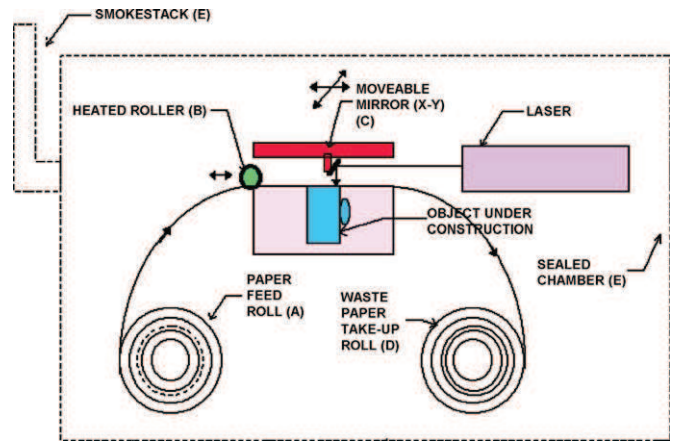 SMOKESTACK (E)
HEATED ROLLER (B)
MOVEABLE
MIRROR (X-Y)
(C)
LASER
OBJECT UNDER
CONSTRUCTION
SEALED
CHAMBER (E)
PAPER
FEED
ROLL (A)
WASTE
PAPER
TAKE-UP
ROLL (D)